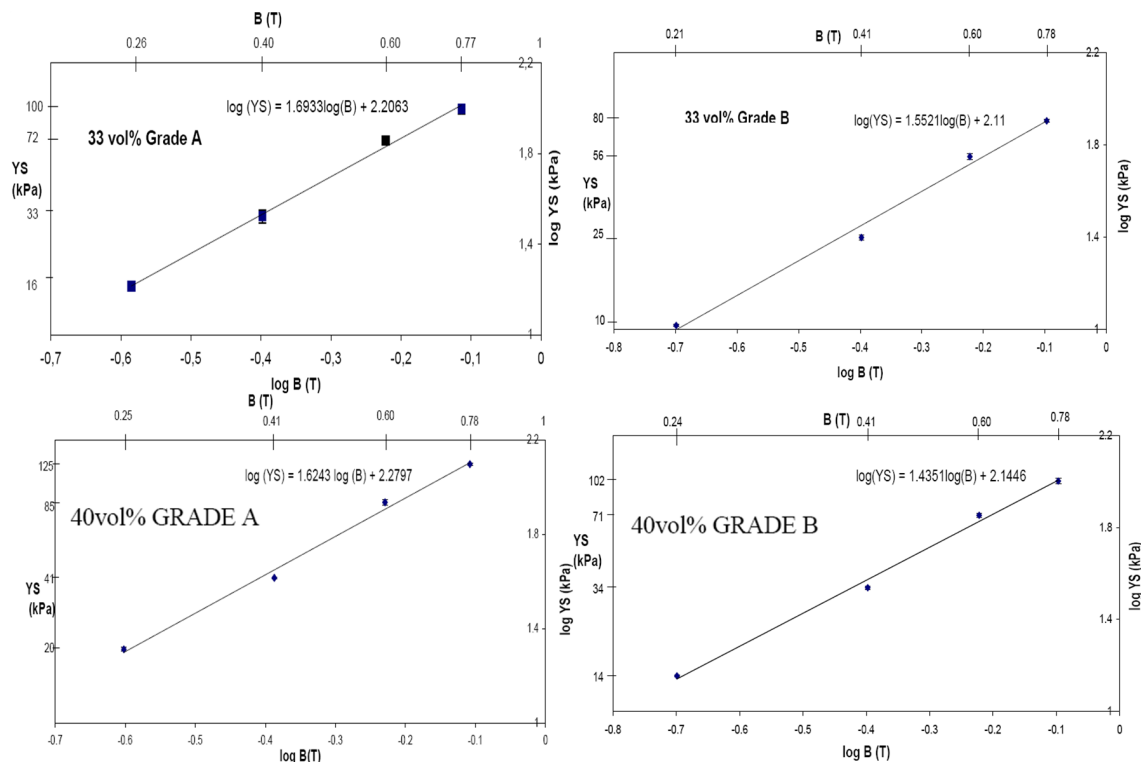 B (T)
0.26 0.40 0.60 0.77 1
2,2
100
log (YS) = 1.6933log(B) + 2.2063
72
33 vol% Grade A
1,8
YS
(kPa)
log YS (kPa)
33
1,4
16
1
-0,7 -0,6 -0,5 -0,4 -0,3 -0,2 -0,1 0
log B (T)
B (T)
0.21 0.41 0.60 0.78
2.2
80
33 vol% Grade B
log(YS) = 1.5521log(B) + 2.11
56
1.8
YS
(kPa)
log YS (kPa)
25
1.4
10
1
-0.8 -0.7 -0.6 -0.5 -0.4 -0.3 -0.2 -0.1 0
log B (T)
B (T)
0.25 0.41 0.60 0.78 1
2.2
125
log (YS) = 1.6243 log (B) + 2.2797
85
40vol% GRADE A
1.8
41
YS
(kPa)
log YS (kPa)
20
1.4
1
-0.7 -0.6 -0.5 -0.4 -0.3 -0.2 -0.1 0
log B(T)
B (T)
0.24 0.41 0.60 0.78
2.2
102
log(YS) = 1.4351log(B) + 2.1446
71
40vol% GRADE B
1.8
YS
(kPa)
log YS (kPa)
34
1.4
14
1
-0.8 -0.7 -0.6 -0.5 -0.4 -0.3 -0.2 -0.1 0
log B (T)